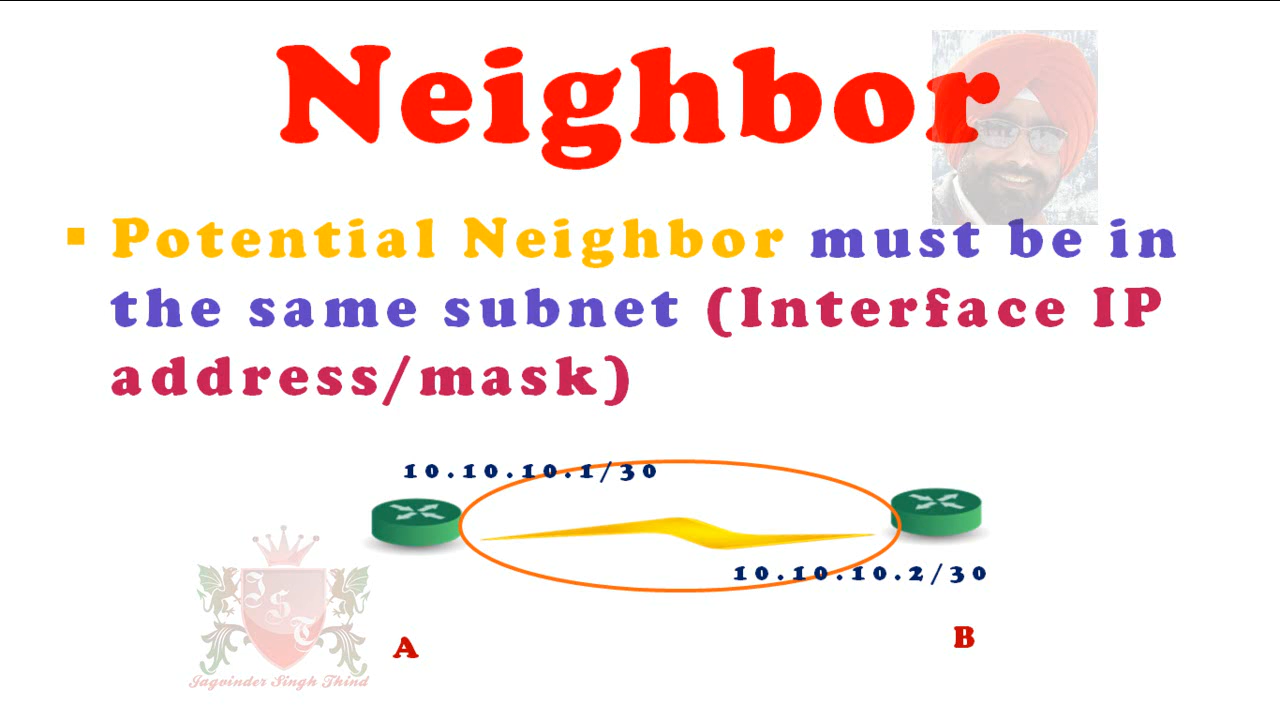 Neighbor
▪ Potential Neighbor must be in
the same subnet (Interface IP
address/mask)
10.10.10.1/30
10.10.10.2/30
A
B
JST
Jagvinder Singh Thind